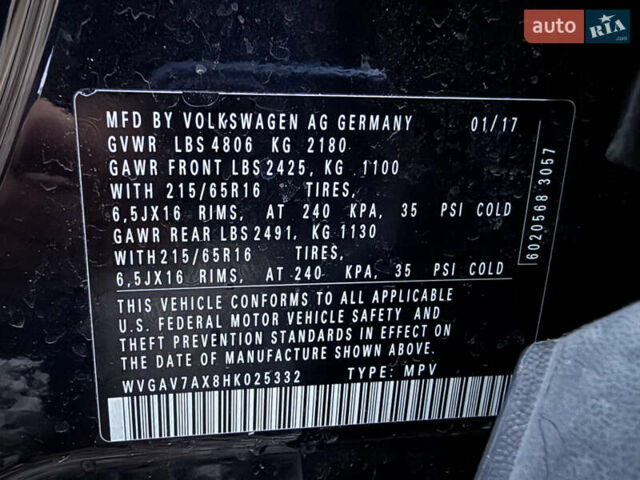 auto RIA.com
MFD BY VOLKSWAGEN AG GERMANY 01/17
GVWR LBS 4806 KG 2180
GAWR FRONT LBS 2425, KG 1100
WITH 215/65R16 TIRES,
6,5JX16 RIMS, AT 240 KPA, 35 PSI COLD
GAWR REAR LBS 2491, KG 1130
WITH 215/65R16 TIRES,
6,5JX16 RIMS, AT 240 KPA, 35 PSI COLD
THIS VEHICLE CONFORMS TO ALL APPLICABLE
U.S. FEDERAL MOTOR VEHICLE SAFETY AND
THEFT PREVENTION STANDARDS IN EFFECT ON
THE DATE OF MANUFACTURE SHOWN ABOVE.
WVGAV7AX8HK025332 TYPE: MPV
6020568 3057